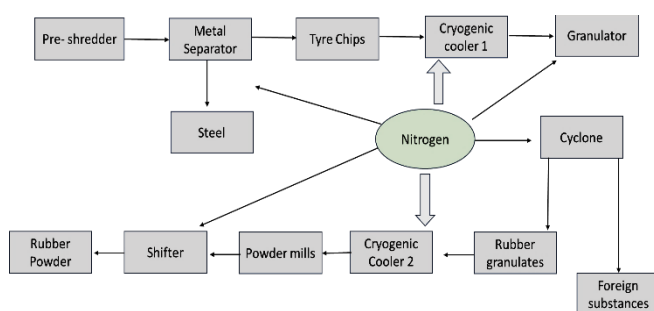 Pre- shredder
Metal
Separator
Tyre Chips
Cryogenic
cooler 1
Granulator
Steel
Nitrogen
Cyclone
Rubber
Powder
Shifter
Powder mills
Cryogenic
Cooler 2
Rubber
granulates
Foreign
substances